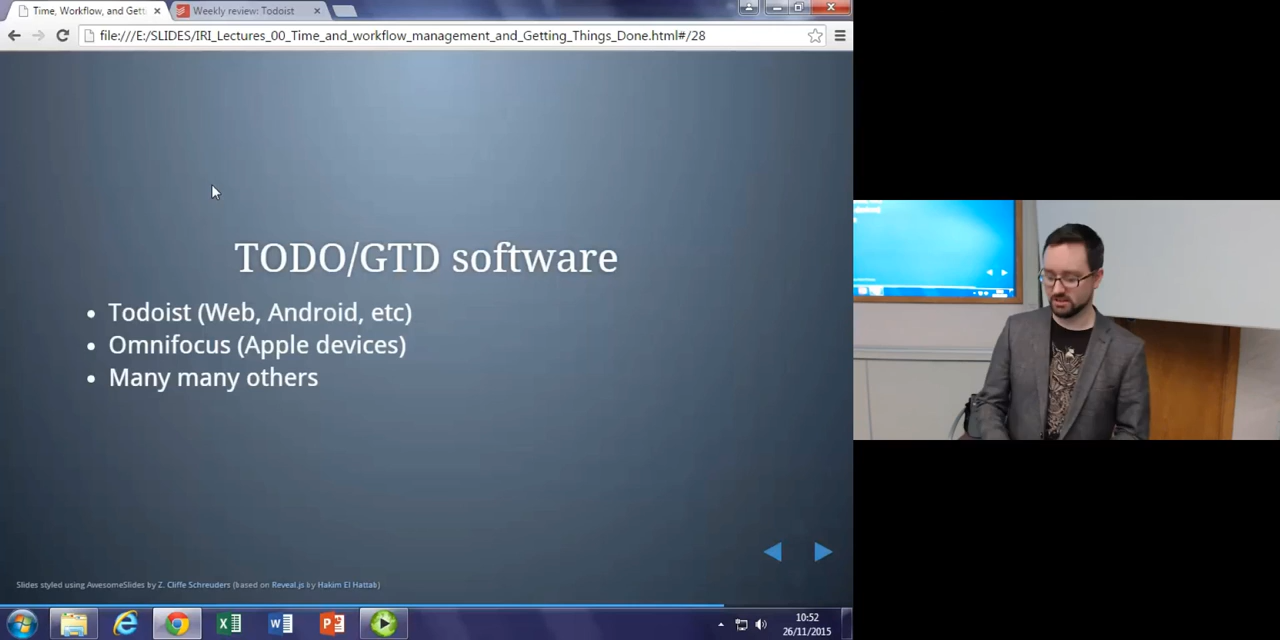 Time, Workflow, and Gett
Weekly review: Todoist
file:///E:/SLIDES/IRI_Lectures_00_Time_and_workflow_management_and_Getting_Things_Done.html#/28
TODO/GTD software
• Todoist (Web, Android, etc)
• Omnifocus (Apple devices)
• Many many others
Slides styled using AwesomeSlides by Z. Cliffe Schreuders (based on Reveal.js by Hakim El Hattab)
10:52
26/11/2015